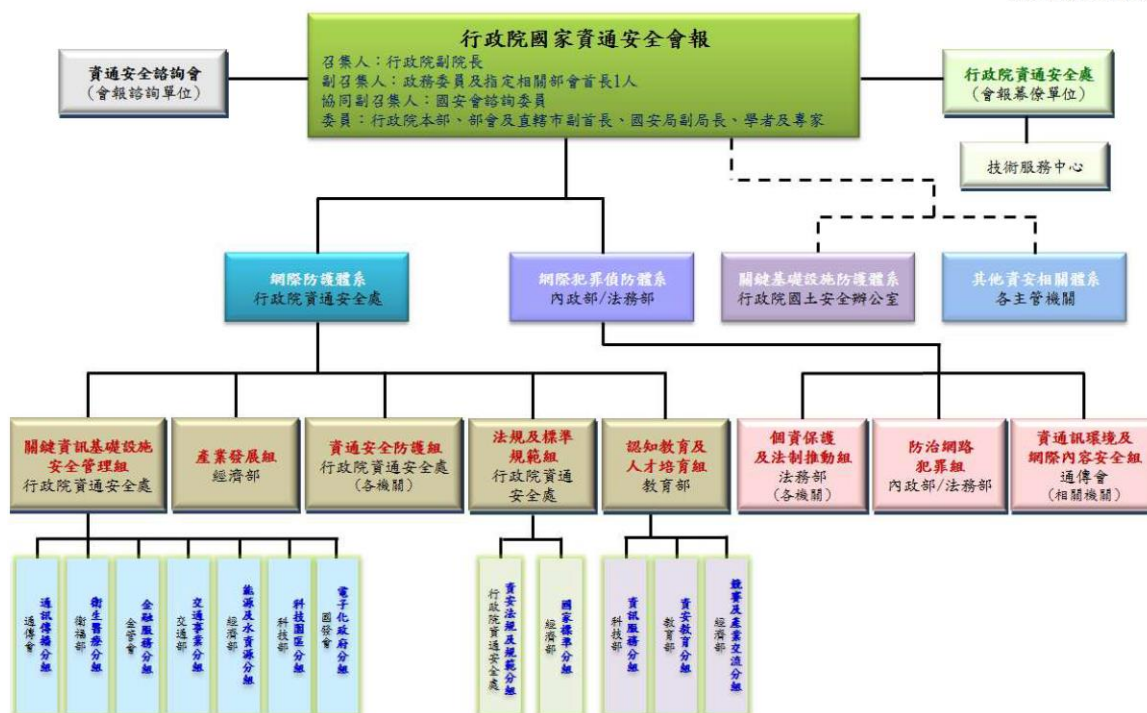 行政院國家資通安全會報
召集人：行政院副院長
副召集人：政務委員及指定相關部會首長1人
協同副召集人：國安會諮詢委員
委員：行政院本部、部會及直轄市副首長、國安局副局長、學者及專家
資通安全諮詢會
（會報諮詢單位）
行政院資通安全處
（會報幕僚單位）
技術服務中心
網際防護體系
行政院資通安全處
網際犯罪偵防體系
內政部/法務部
關鍵基礎設施防護體系
行政院國土安全辦公室
其他資安相關體系
各主管機關
關鍵資訊基礎設施
安全管理組
行政院資通安全處
產業發展組
經濟部
資通安全防護組
行政院資通安全處
（各機關）
法規及標準
規範組
行政院資通
安全處
認知教育及
人才培育組
教育部
個資保護
及法制推動組
法務部
（各機關）
防治網路
犯罪組
內政部/法務部
資通訊環境及
網際內容安全組
通傳會
（相關機關）
通訊傳播分組
通傳會
衛生醫療分組
衛福部
金融服務分組
金管會
交通事業分組
交通部
能源及水資源分組
經濟部
科技園區分組
科技部
電子化政府分組
國發會
資安法規及規範分組
行政院資通安全處
國家標準分組
經濟部
資訊服務分組
科技部
資安教育分組
教育部
競賽及產業交流分組
經濟部